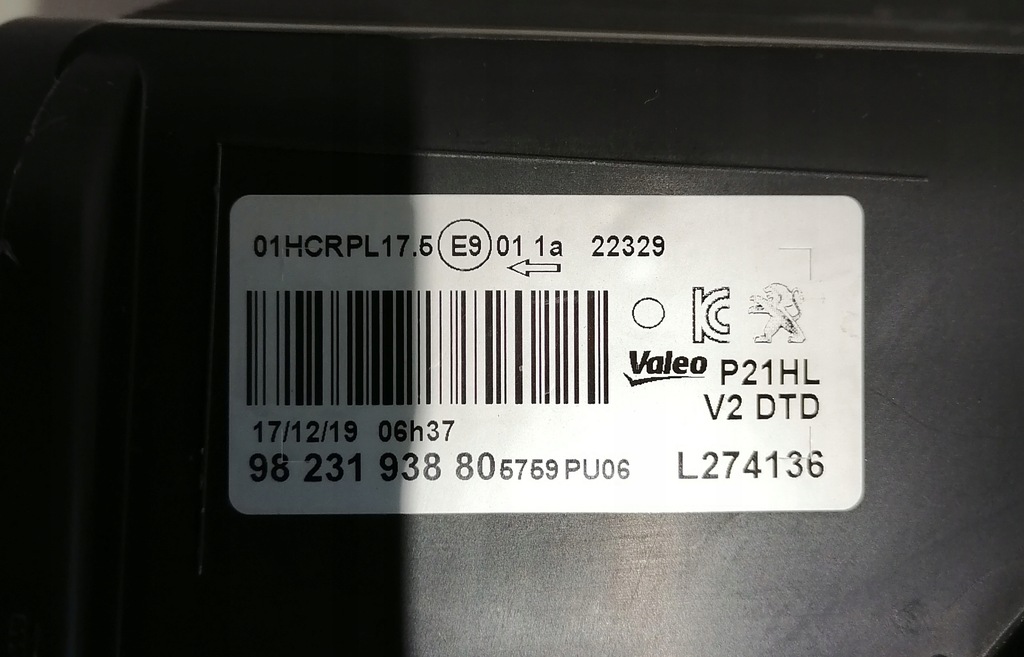 01HCRPL17.5 E9 01 1a 22329
KC
Valeo P21HL
V2 DTD
17/12/19 06h37
98 231 938 80 5759 PU06 L274136